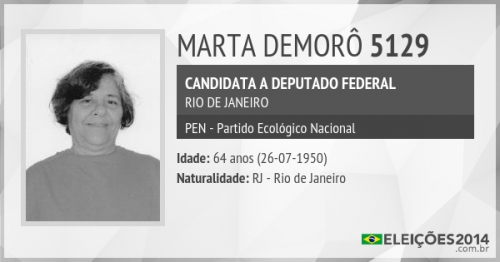 MARTA DEMORÔ 5129
CANDIDATA A DEPUTADO FEDERAL
RIO DE JANEIRO
PEN - Partido Ecológico Nacional
Idade: 64 anos (26-07-1950)
Naturalidade: RJ - Rio de Janeiro
ELEIÇÕES2014
.com.br